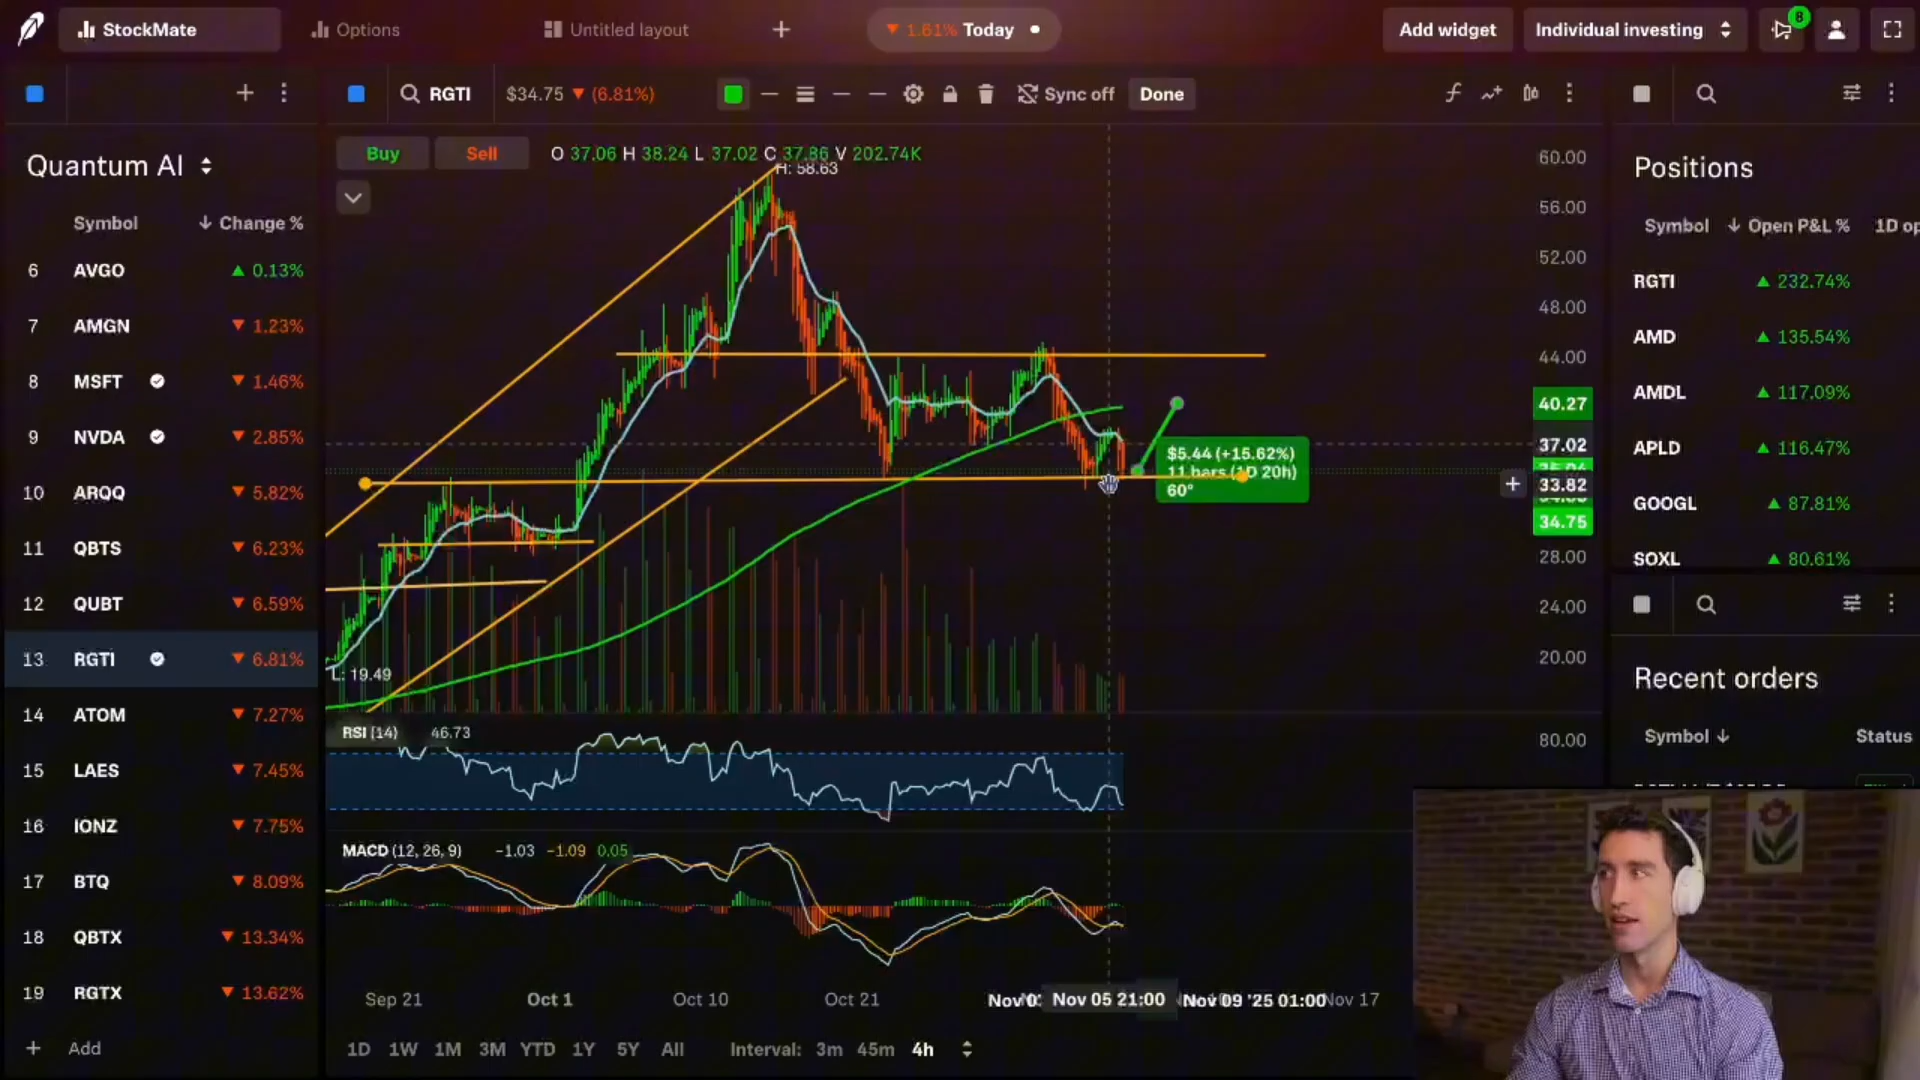 StockMate
Options
Untitled layout
1.61% Today
Add widget
Individual investing
8
RGTI
$34.75 ▼ (6.81%)
Sync off
Done
Quantum AI
Symbol
Change %
6 AVGO ▲ 0.13%
7 AMGN ▼ 1.23%
8 MSFT ▼ 1.46%
9 NVDA ▼ 2.85%
10 ARQQ ▼ 5.82%
11 QBTS ▼ 6.23%
12 QUBT ▼ 6.59%
13 RGTI ▼ 6.81%
14 ATOM ▼ 7.27%
15 LAES ▼ 7.45%
16 IONZ ▼ 7.75%
17 BTQ ▼ 8.09%
18 QBTX ▼ 13.34%
19 RGTX ▼ 13.62%
+ Add
Buy
Sell
O 37.06 H 38.24 L 37.02 C 37.86 V 202.74K
H: 58.63
L: 19.49
$5.44 (+15.62%)
11 bars (1D 20h)
60°
60.00
56.00
52.00
48.00
44.00
40.27
37.02
33.82
34.75
28.00
24.00
20.00
80.00
RSI (14) 46.73
MACD (12, 26, 9) −1.03 −1.09 0.05
Sep 21
Oct 1
Oct 10
Oct 21
Nov 05 21:00
Nov 09 '25 01:00
Nov 17
1D 1W 1M 3M YTD 1Y 5Y All
Interval: 3m 45m 4h
Positions
Symbol
Open P&L %
1D op
RGTI ▲ 232.74%
AMD ▲ 135.54%
AMDL ▲ 117.09%
APLD ▲ 116.47%
GOOGL ▲ 87.81%
SOXL ▲ 80.61%
Recent orders
Symbol
Status